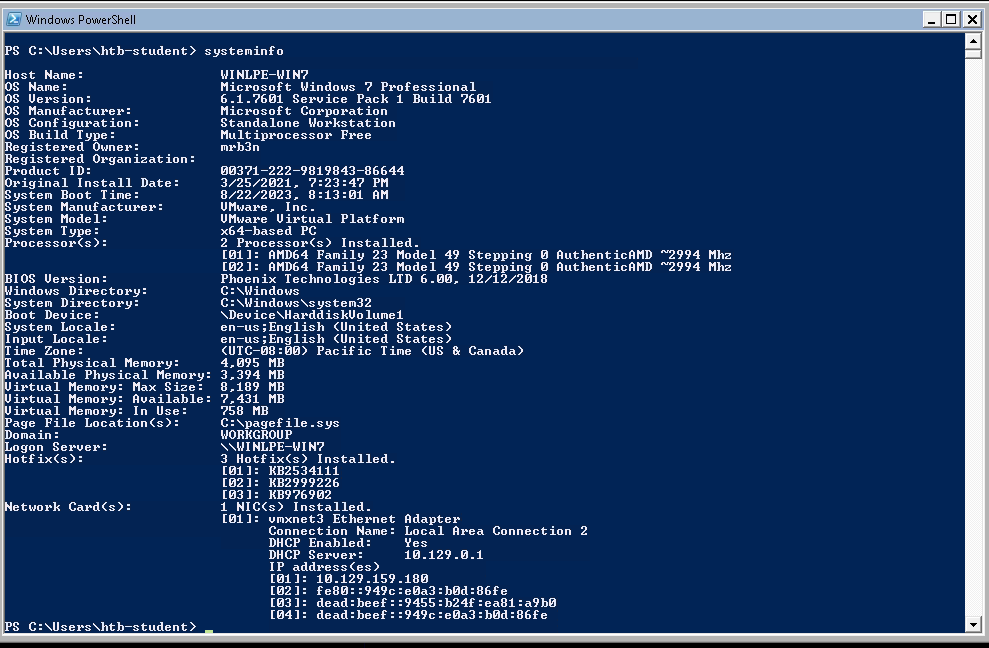 Windows PowerShell
PS C:\Users\htb-student> systeminfo
Host Name: WINLPE-WIN7
OS Name: Microsoft Windows 7 Professional
OS Version: 6.1.7601 Service Pack 1 Build 7601
OS Manufacturer: Microsoft Corporation
OS Configuration: Standalone Workstation
OS Build Type: Multiprocessor Free
Registered Owner: mrb3n
Registered Organization:
Product ID: 00371-222-9819843-86644
Original Install Date: 3/25/2021, 7:23:47 PM
System Boot Time: 8/22/2023, 8:13:01 AM
System Manufacturer: VMware, Inc.
System Model: VMware Virtual Platform
System Type: x64-based PC
Processor(s): 2 Processor(s) Installed.
[01]: AMD64 Family 23 Model 49 Stepping 0 AuthenticAMD ~2994 Mhz
[02]: AMD64 Family 23 Model 49 Stepping 0 AuthenticAMD ~2994 Mhz
BIOS Version: Phoenix Technologies LTD 6.00, 12/12/2018
Windows Directory: C:\Windows
System Directory: C:\Windows\system32
Boot Device: \Device\HarddiskVolume1
System Locale: en-us;English (United States)
Input Locale: en-us;English (United States)
Time Zone: (UTC-08:00) Pacific Time (US & Canada)
Total Physical Memory: 4,095 MB
Available Physical Memory: 3,394 MB
Virtual Memory: Max Size: 8,189 MB
Virtual Memory: Available: 7,431 MB
Virtual Memory: In Use: 758 MB
Page File Location(s): C:\pagefile.sys
Domain: WORKGROUP
Logon Server: \\WINLPE-WIN7
Hotfix(s): 3 Hotfix(s) Installed.
[01]: KB2534111
[02]: KB2999226
[03]: KB976902
Network Card(s): 1 NIC(s) Installed.
[01]: vmxnet3 Ethernet Adapter
Connection Name: Local Area Connection 2
DHCP Enabled: Yes
DHCP Server: 10.129.0.1
IP address(es)
[01]: 10.129.159.180
[02]: fe80::949c:e0a3:b0d:86fe
[03]: dead:beef::9455:b24f:ea81:a9b0
[04]: dead:beef::949c:e0a3:b0d:86fe
PS C:\Users\htb-student>